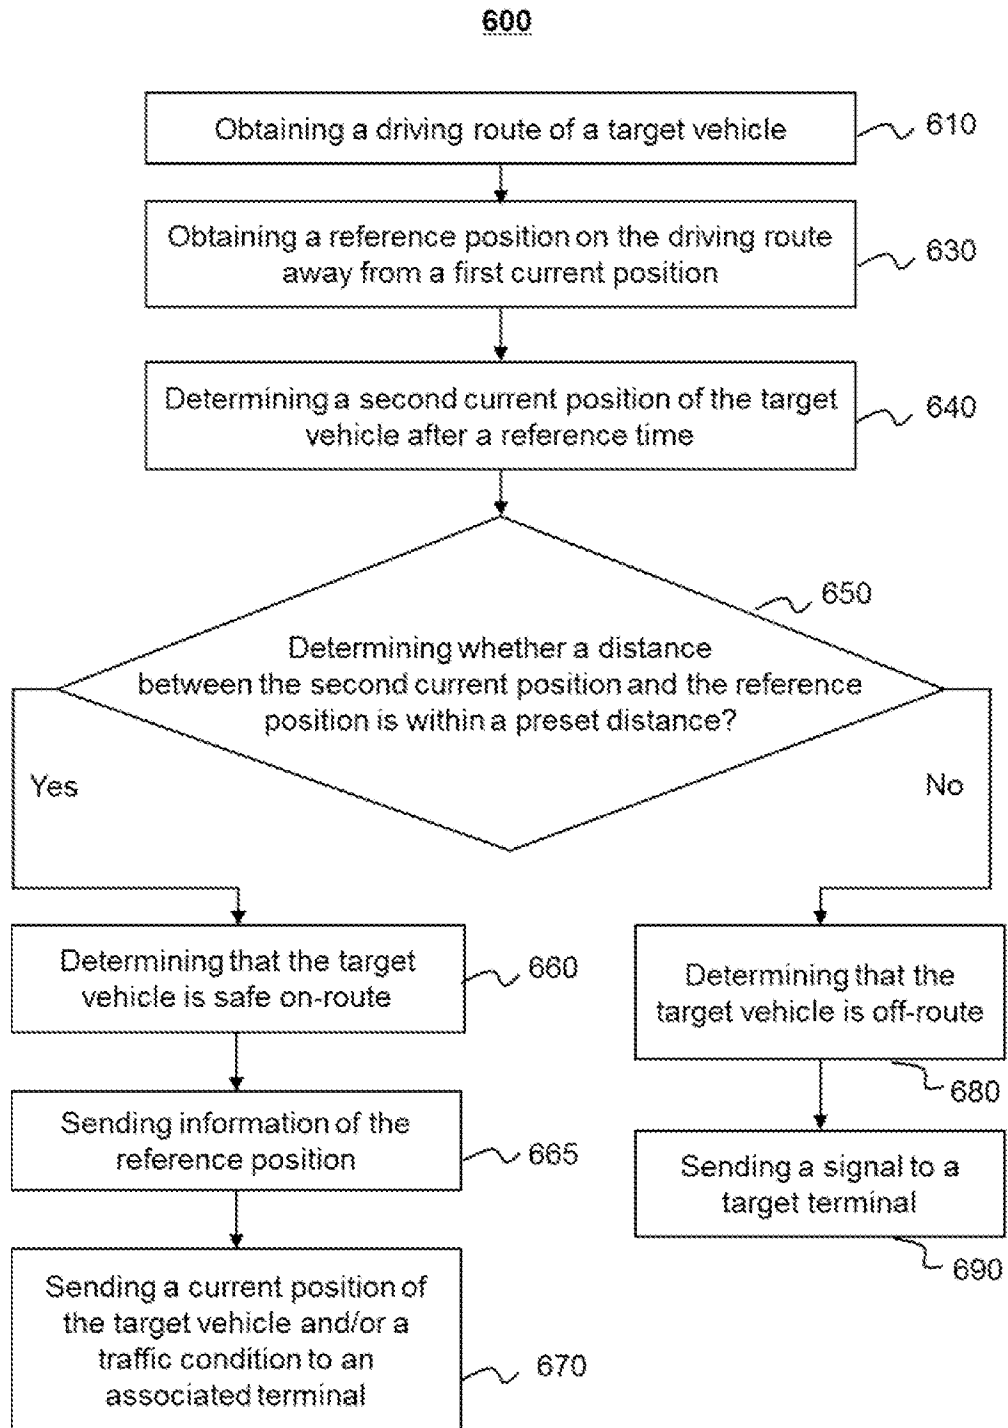 600
Obtaining a driving route of a target vehicle
610
Obtaining a reference position on the driving route
away from a first current position
630
Determining a second current position of the target
vehicle after a reference time
640
650
Determining whether a distance
between the second current position and the reference
position is within a preset distance?
Yes
No
Determining that the target
vehicle is safe on-route
660
Determining that the
target vehicle is off-route
680
Sending information of the
reference position
665
Sending a signal to a
target terminal
690
Sending a current position of
the target vehicle and/or a
traffic condition to an
associated terminal
670